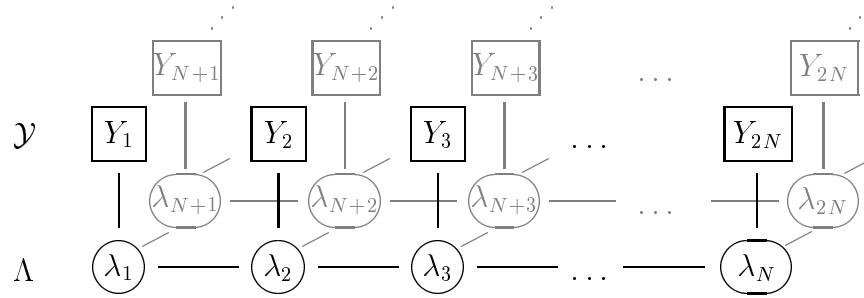 Y_{N+1} Y_{N+2} Y_{N+3} ... Y_{2N}
𝒴 Y_1 Y_2 Y_3 ... Y_{2N}
λ_{N+1} λ_{N+2} λ_{N+3} ... λ_{2N}
Λ λ_1 λ_2 λ_3 ... λ_N